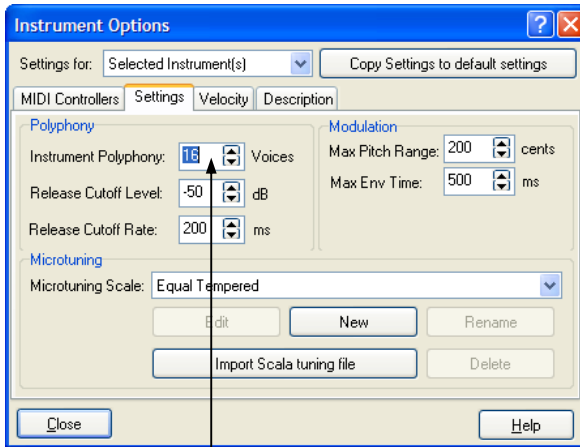 Instrument Options
Settings for: Selected Instrument(s) Copy Settings to default settings
MIDI Controllers Settings Velocity Description
Polyphony Modulation
Instrument Polyphony: 16 Voices Max Pitch Range: 200 cents
Release Cutoff Level: -50 dB Max Env Time: 500 ms
Release Cutoff Rate: 200 ms
Microtuning
Microtuning Scale: Equal Tempered
Edit New Rename
Import Scala tuning file Delete
Close Help